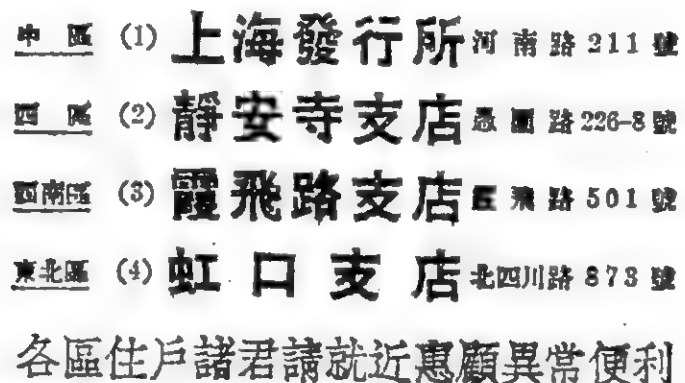 中區 (1) 上海發行所 河南路211號
西區 (2) 靜安寺支店 愚園路226-8號
西南區 (3) 霞飛路支店 霞飛路501號
東北區 (4) 虹口支店 北四川路873號
各區住戶諸君請就近惠顧異常便利